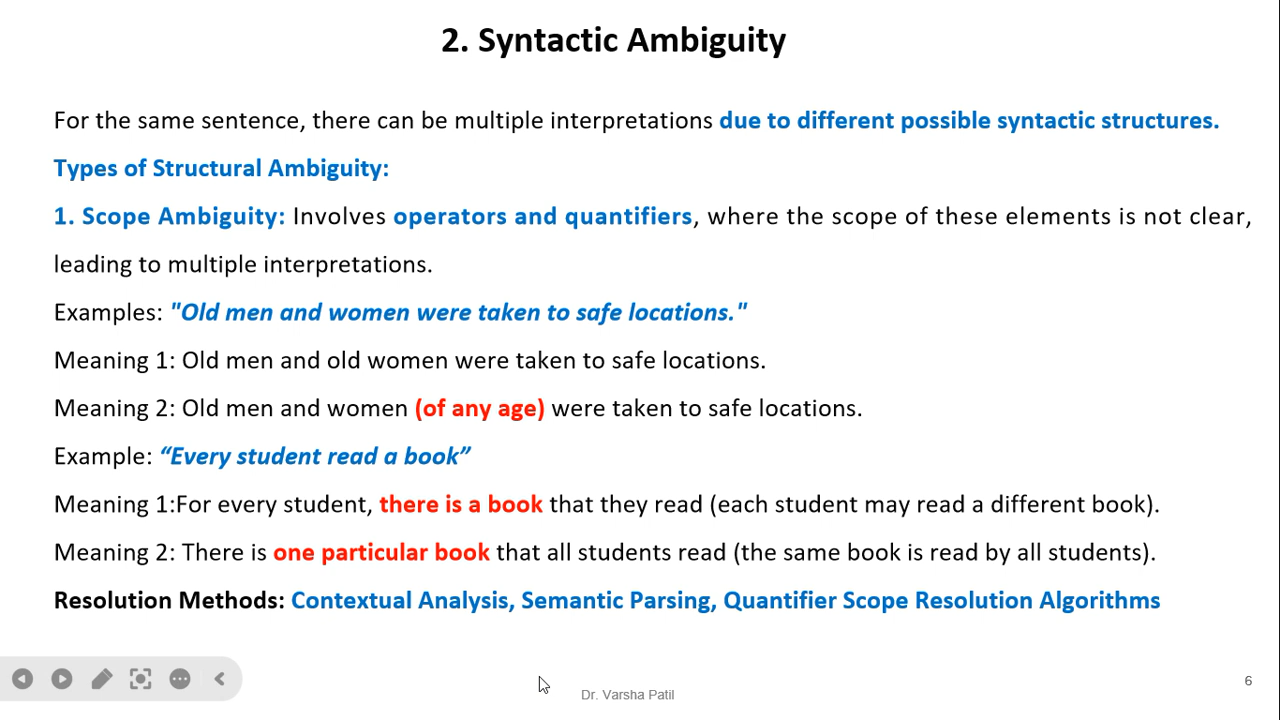 2. Syntactic Ambiguity
For the same sentence, there can be multiple interpretations due to different possible syntactic structures.
Types of Structural Ambiguity:
1. Scope Ambiguity: Involves operators and quantifiers, where the scope of these elements is not clear,
leading to multiple interpretations.
Examples: "Old men and women were taken to safe locations."
Meaning 1: Old men and old women were taken to safe locations.
Meaning 2: Old men and women (of any age) were taken to safe locations.
Example: “Every student read a book”
Meaning 1:For every student, there is a book that they read (each student may read a different book).
Meaning 2: There is one particular book that all students read (the same book is read by all students).
Resolution Methods: Contextual Analysis, Semantic Parsing, Quantifier Scope Resolution Algorithms
Dr. Varsha Patil
6